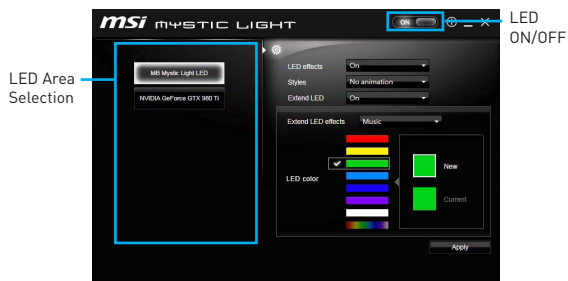 msi MYSTIC LIGHT
ON
LED
ON/OFF
LED Area
Selection
MB Mystic Light LED
NVIDIA GeForce GTX 980 Ti
LED effects On
Styles No animation
Extend LED On
Extend LED effects Music
LED color
New
Current
Apply